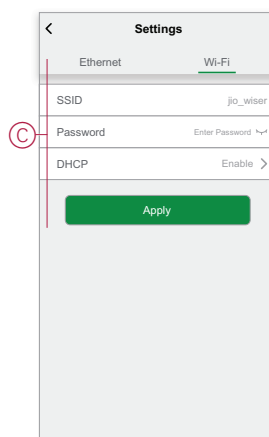 Settings
Ethernet Wi-Fi
SSID jio_wiser
C Password Enter Password
DHCP Enable
Apply